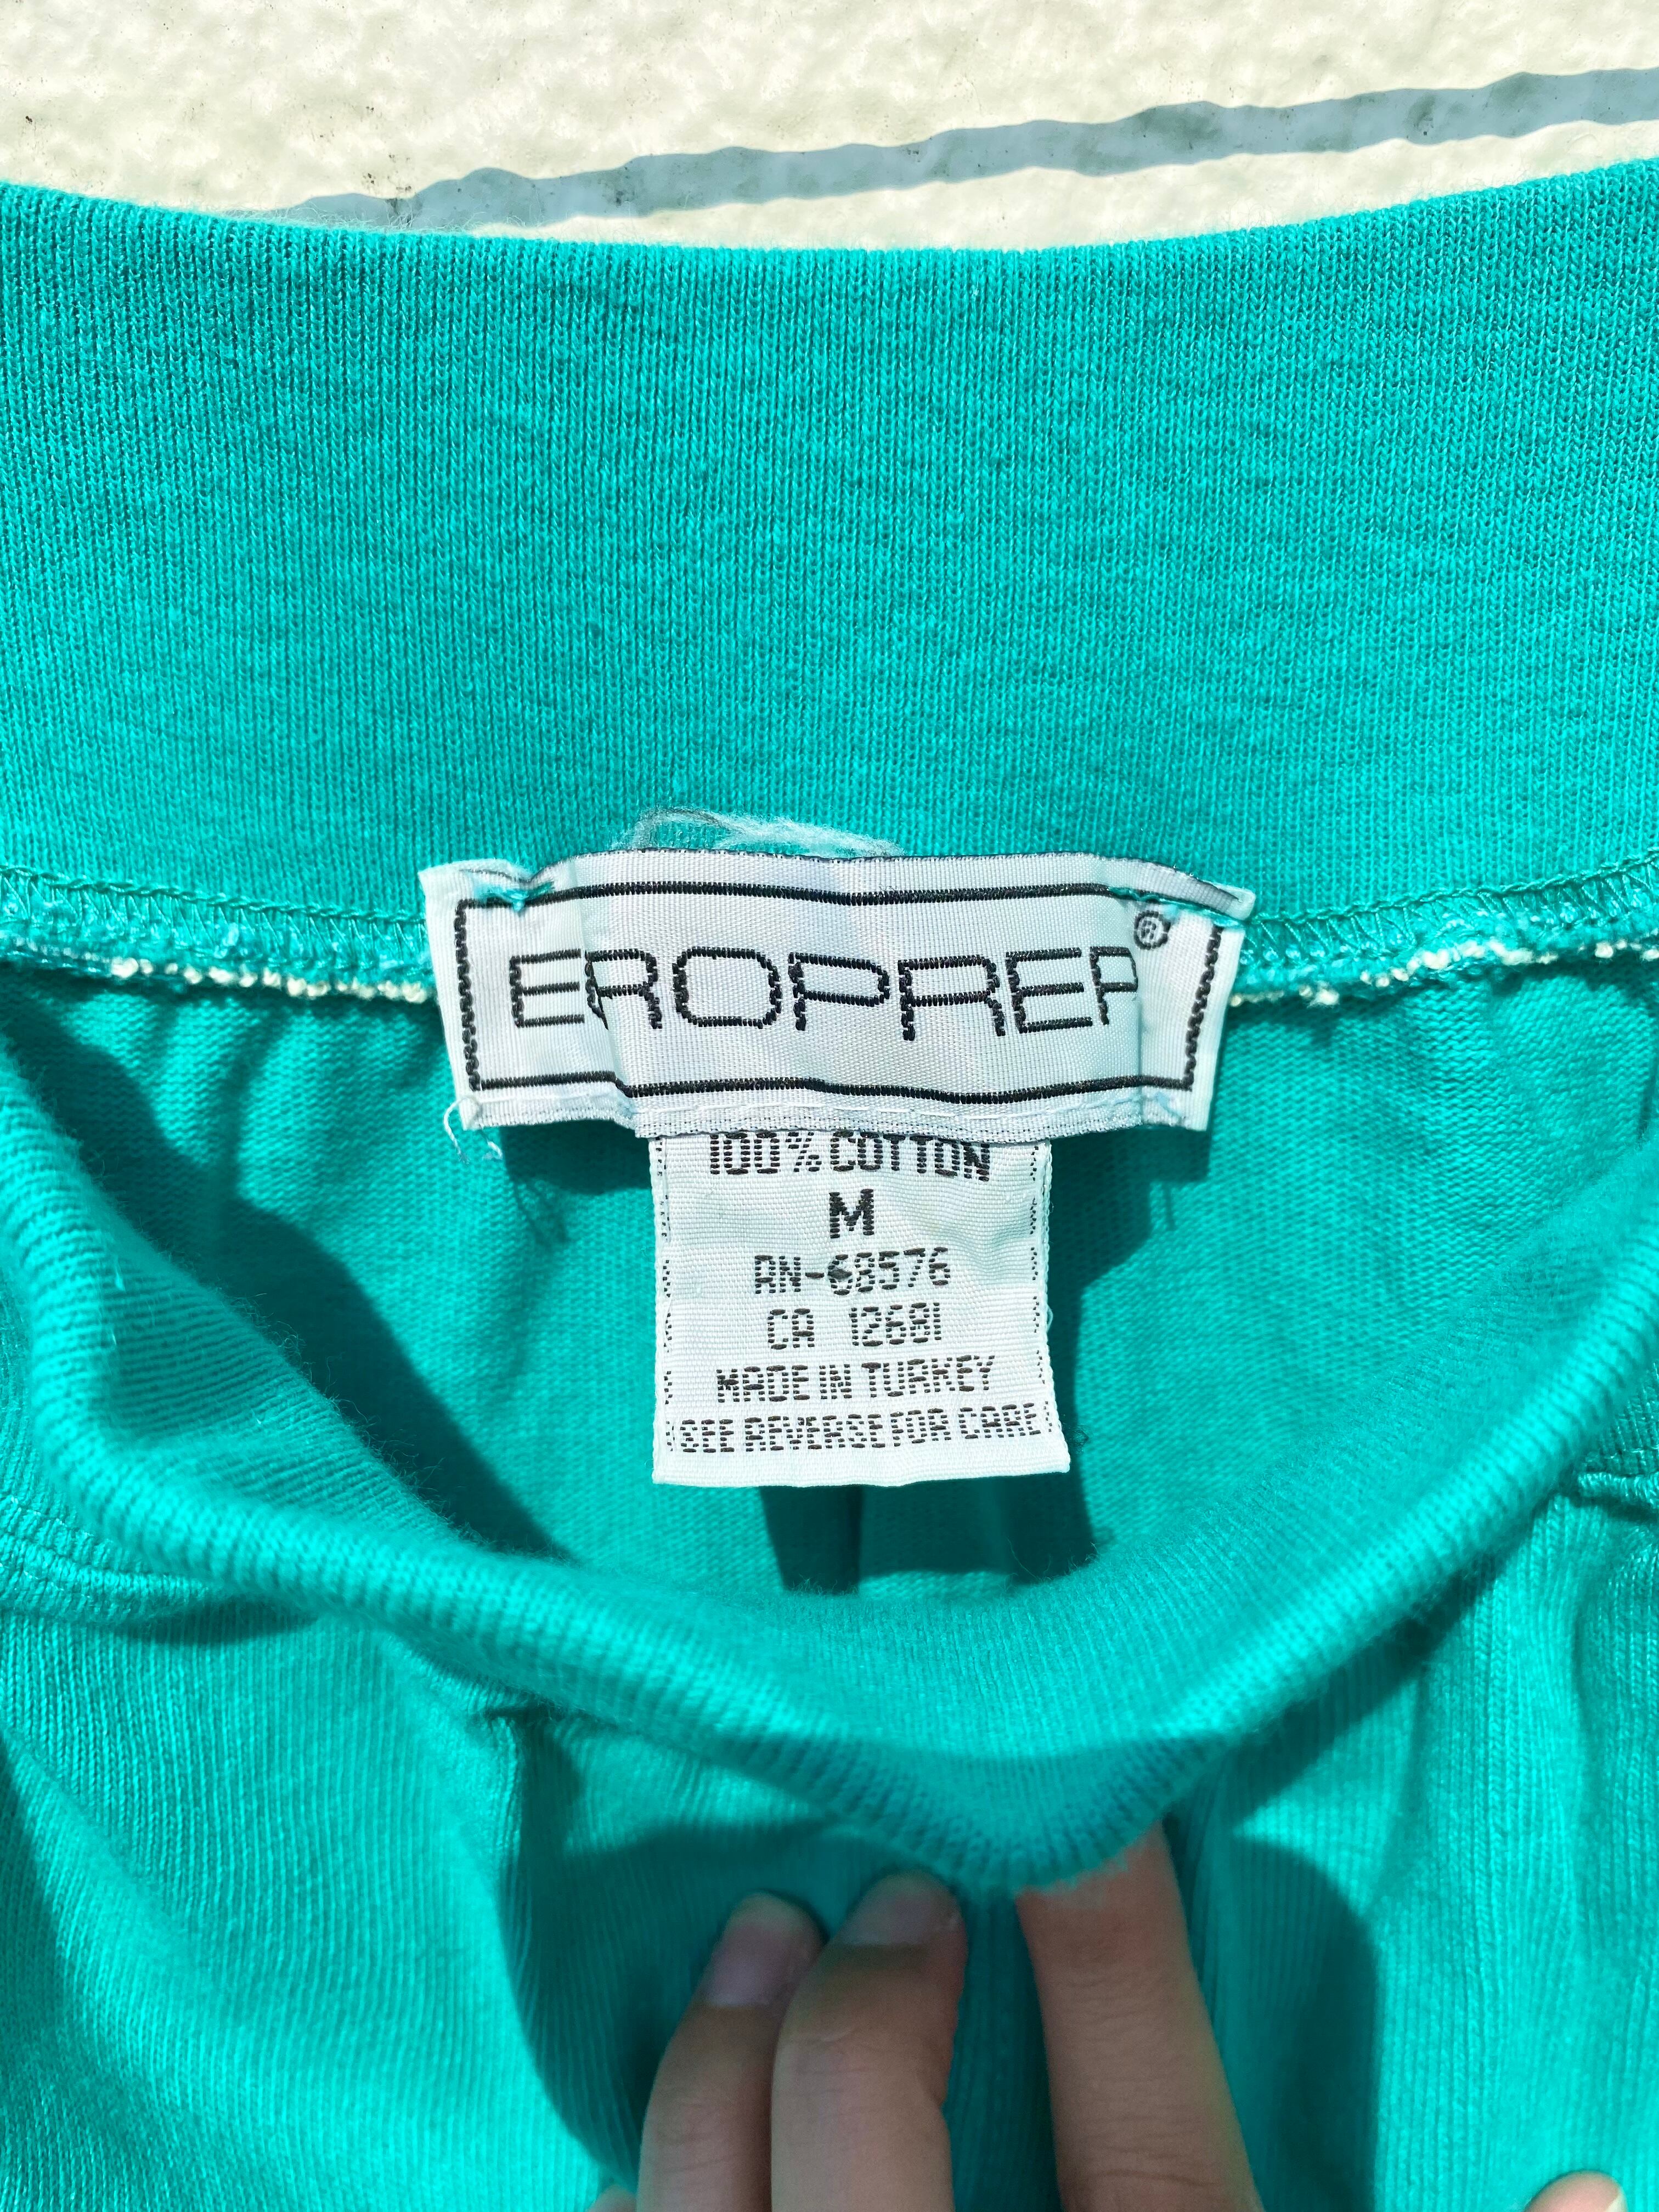 EROPREP®
100% COTTON
M
RN-68576
CA 12681
MADE IN TURKEY
SEE REVERSE FOR CARE